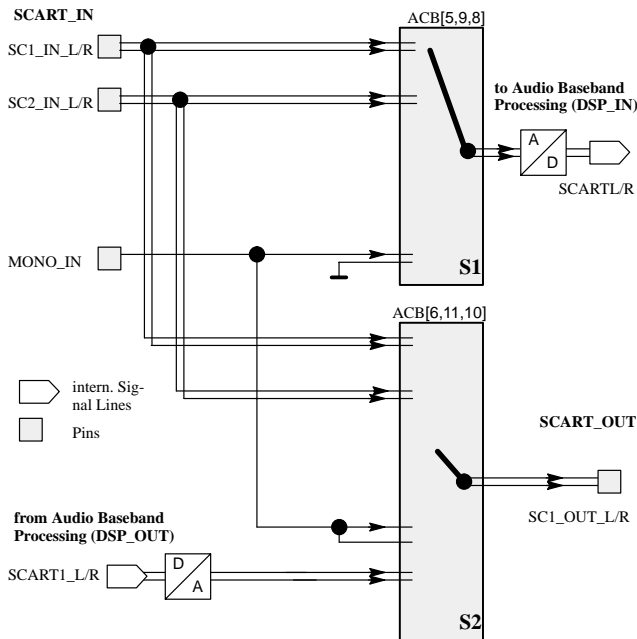 SCART_IN
ACB[5,9,8]
SC1_IN_L/R
SC2_IN_L/R
to Audio Baseband
Processing (DSP_IN)
A
D
SCARTL/R
MONO_IN
S1
ACB[6,11,10]
intern. Sig-
nal Lines
Pins
SCART_OUT
SC1_OUT_L/R
from Audio Baseband
Processing (DSP_OUT)
SCART1_L/R
D
A
S2